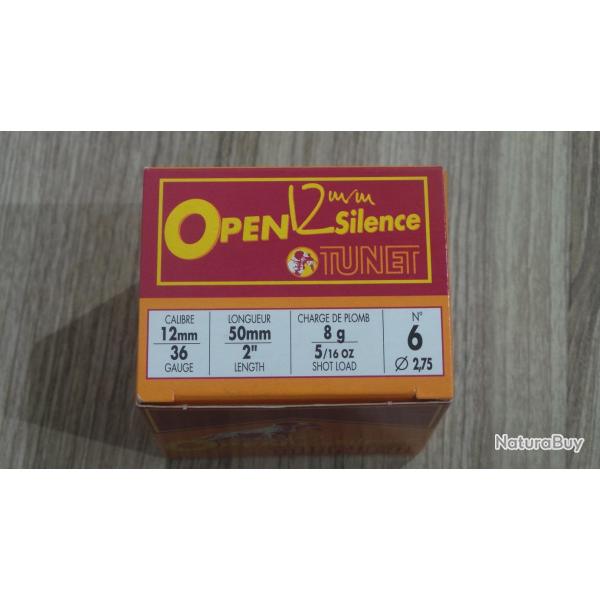 OPEN 12mm Silence
TUNET
CALIBRE LONGUEUR CHARGE DE PLOMB N°
12mm 50mm 8 g 6
36 2" 5/16 OZ Ø 2,75
GAUGE LENGTH SHOT LOAD
NaturaBuy